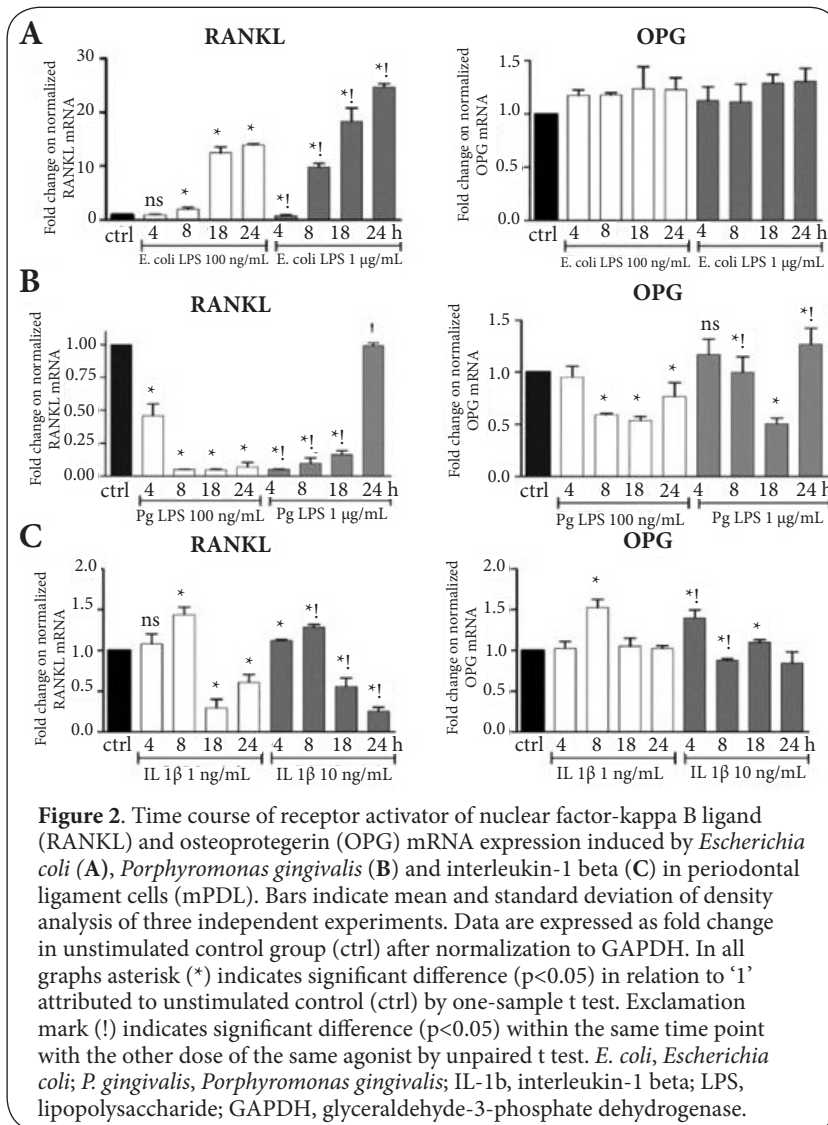 A
RANKL
OPG
Fold change on normalized
RANKL mRNA
30
20
10
0
ns * * * *! *! *! *!
ctrl 4 8 18 24 4 8 18 24 h
E. coli LPS 100 ng/mL E. coli LPS 1 µg/mL
Fold change on normalized
OPG mRNA
1.5
1.0
0.5
0.0
ctrl 4 8 18 24 4 8 18 24 h
E. coli LPS 100 ng/mL E. coli LPS 1 µg/mL
B
RANKL
OPG
Fold change on normalized
RANKL mRNA
1.00
0.75
0.50
0.25
0.00
* * * * *! *! *! !
ctrl 4 8 18 24 4 8 18 24 h
Pg LPS 100 ng/mL Pg LPS 1 µg/mL
Fold change on normalized
OPG mRNA
1.5
1.0
0.5
0.0
* * * ns *! * *!
ctrl 4 8 18 24 4 8 18 24 h
Pg LPS 100 ng/mL Pg LPS 1 µg/mL
C
RANKL
OPG
Fold change on normalized
RANKL mRNA
2.0
1.5
1.0
0.5
0.0
ns * * * * *! *! *!
ctrl 4 8 18 24 4 8 18 24 h
IL 1β 1 ng/mL IL 1β 10 ng/mL
Fold change on normalized
OPG mRNA
2.0
1.5
1.0
0.5
0.0
* *! *! *
ctrl 4 8 18 24 4 8 18 24 h
IL 1β 1 ng/mL IL 1β 10 ng/mL
Figure 2. Time course of receptor activator of nuclear factor-kappa B ligand
(RANKL) and osteoprotegerin (OPG) mRNA expression induced by Escherichia
coli (A), Porphyromonas gingivalis (B) and interleukin-1 beta (C) in periodontal
ligament cells (mPDL). Bars indicate mean and standard deviation of density
analysis of three independent experiments. Data are expressed as fold change
in unstimulated control group (ctrl) after normalization to GAPDH. In all
graphs asterisk (*) indicates significant difference (p<0.05) in relation to ‘1’
attributed to unstimulated control (ctrl) by one-sample t test. Exclamation
mark (!) indicates significant difference (p<0.05) within the same time point
with the other dose of the same agonist by unpaired t test. E. coli, Escherichia
coli; P. gingivalis, Porphyromonas gingivalis; IL-1b, interleukin-1 beta; LPS,
lipopolysaccharide; GAPDH, glyceraldehyde-3-phosphate dehydrogenase.